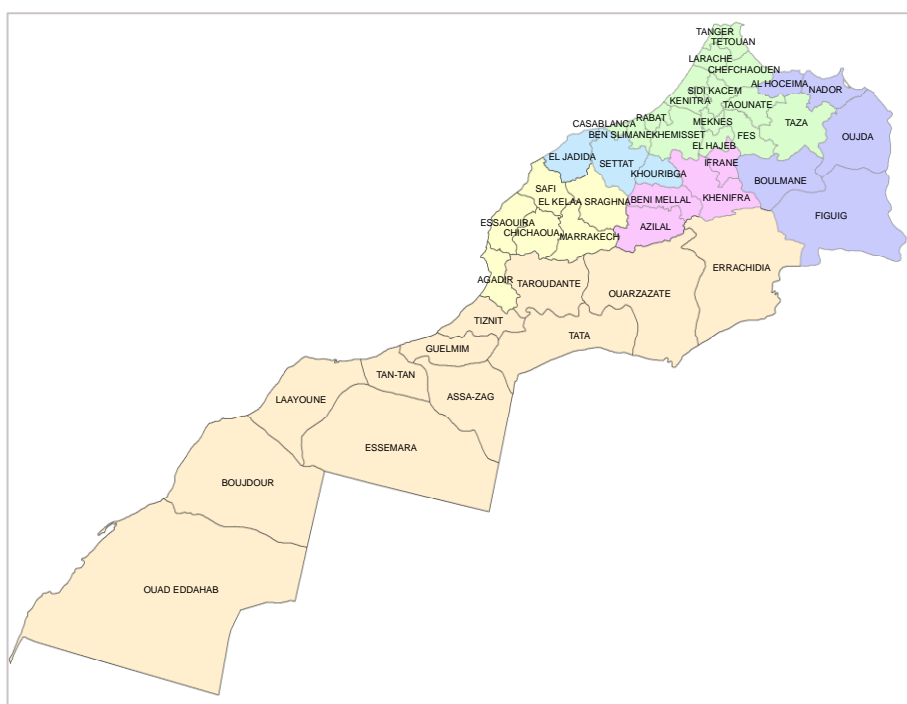 TANGER
TETOUAN
LARACHE
CHEFCHAOUEN
AL HOCEIMA
NADOR
SIDI KACEM
KENITRA
TAOUNATE
RABAT
MEKNES
TAZA
CASABLANCA
BEN SLIMANE
KHEMISSET
FES
OUJDA
EL HAJEB
EL JADIDA
SETTAT
IFRANE
KHOURIBGA
BOULMANE
SAFI
EL KELAA SRAGHNA
BENI MELLAL
KHENIFRA
FIGUIG
ESSAOUIRA
CHICHAOUA
MARRAKECH
AZILAL
ERRACHIDIA
AGADIR
TAROUDANTE
OUARZAZATE
TIZNIT
TATA
GUELMIM
TAN-TAN
LAAYOUNE
ASSA-ZAG
ESSEMARA
BOUJDOUR
OUAD EDDAHAB